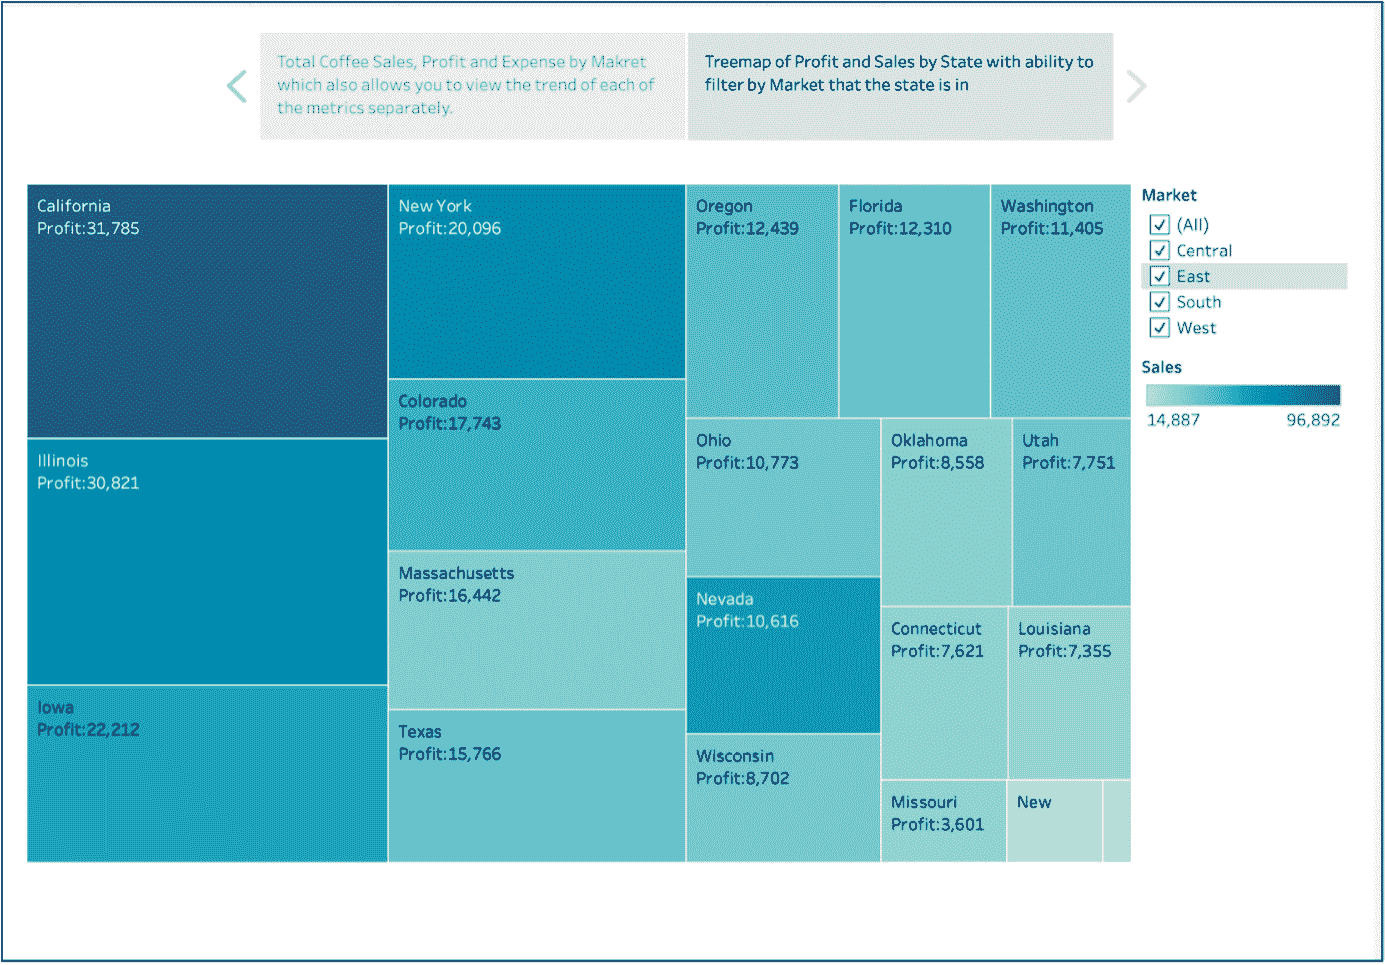 Total Coffee Sales, Profit and Expense by Makret
which also allows you to view the trend of each of
the metrics separately.
Treemap of Profit and Sales by State with ability to
filter by Market that the state is in
California
Profit:31,785
Illinois
Profit:30,821
Iowa
Profit:22,212
New York
Profit:20,096
Colorado
Profit:17,743
Massachusetts
Profit:16,442
Texas
Profit:15,766
Oregon
Profit:12,439
Florida
Profit:12,310
Washington
Profit:11,405
Ohio
Profit:10,773
Nevada
Profit:10,616
Wisconsin
Profit:8,702
Oklahoma
Profit:8,558
Utah
Profit:7,751
Connecticut
Profit:7,621
Louisiana
Profit:7,355
Missouri
Profit:3,601
New
Market
(All)
Central
East
South
West
Sales
14,887 96,892